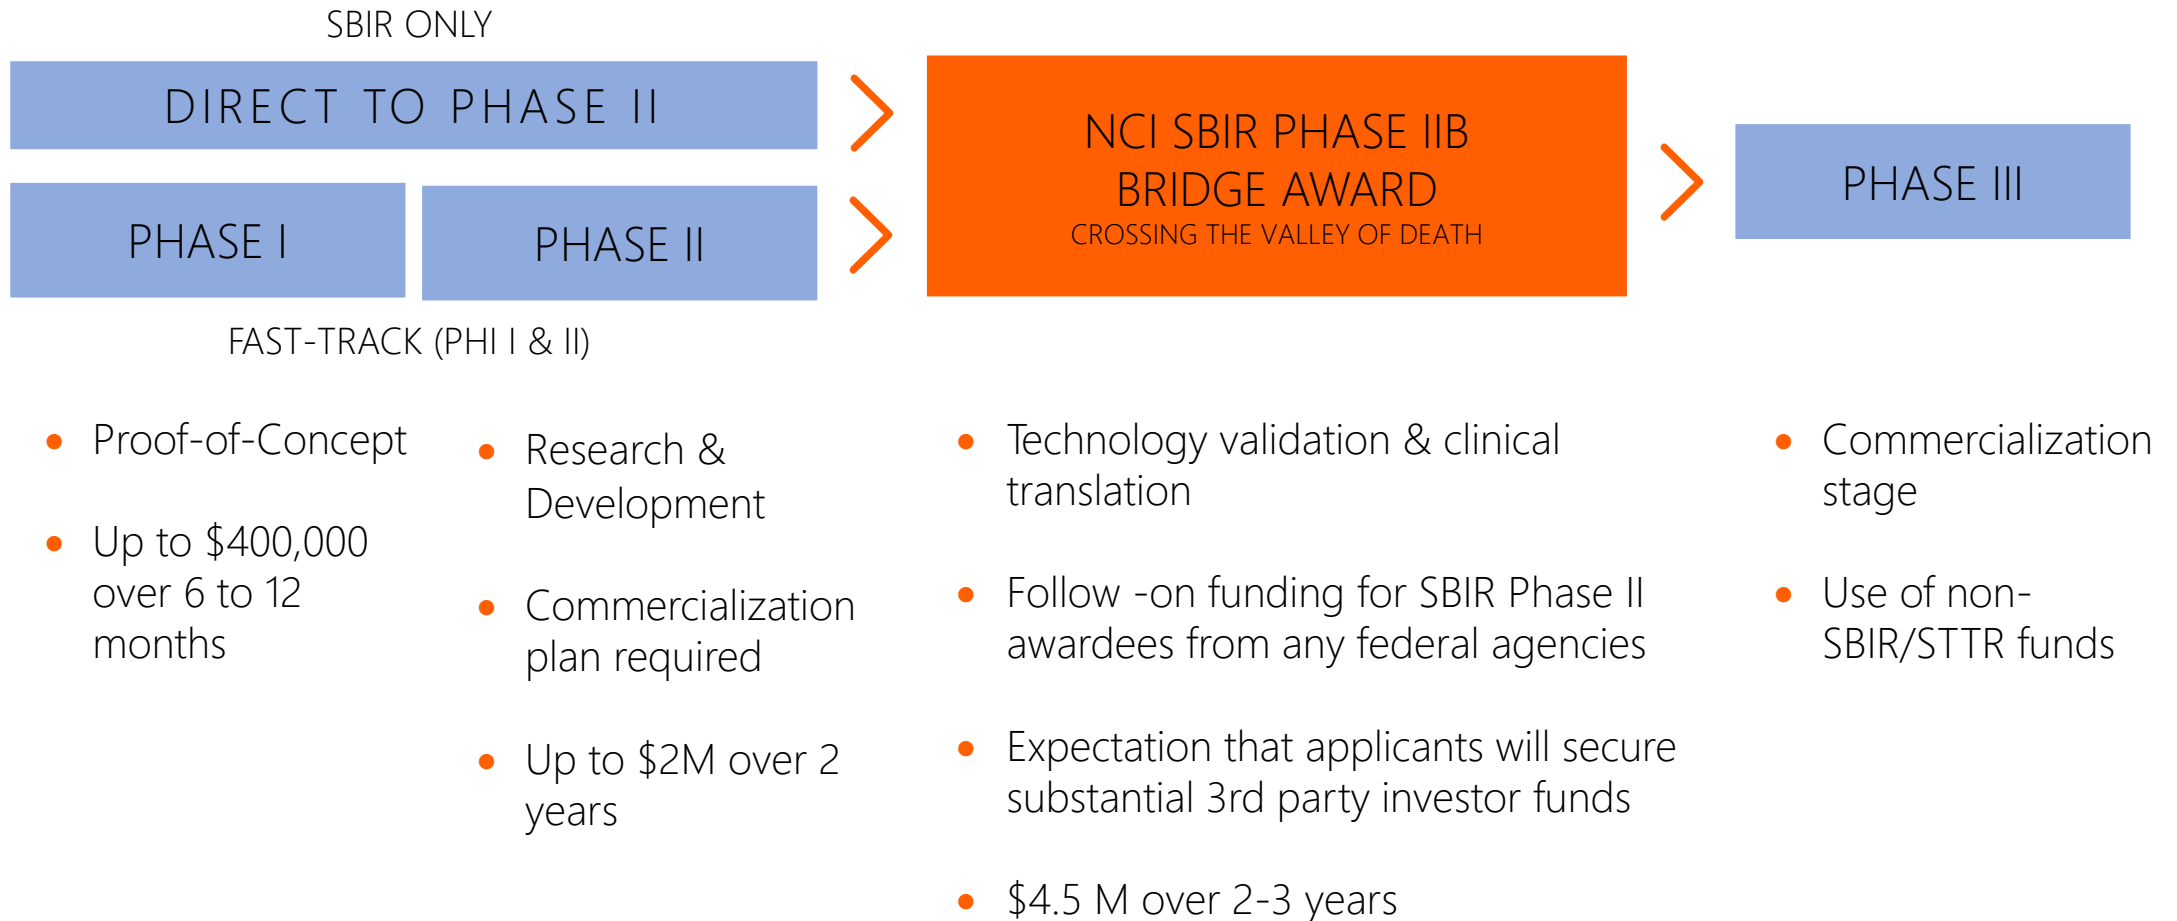 SBIR ONLY
DIRECT TO PHASE II
PHASE I
PHASE II
FAST-TRACK (PHI I & II)
NCI SBIR PHASE IIB
BRIDGE AWARD
CROSSING THE VALLEY OF DEATH
PHASE III
• Proof-of-Concept
• Up to $400,000
over 6 to 12
months
• Research &
Development
• Commercialization
plan required
• Up to $2M over 2
years
• Technology validation & clinical
translation
• Follow -on funding for SBIR Phase II
awardees from any federal agencies
• Expectation that applicants will secure
substantial 3rd party investor funds
• $4.5 M over 2-3 years
• Commercialization
stage
• Use of non-
SBIR/STTR funds